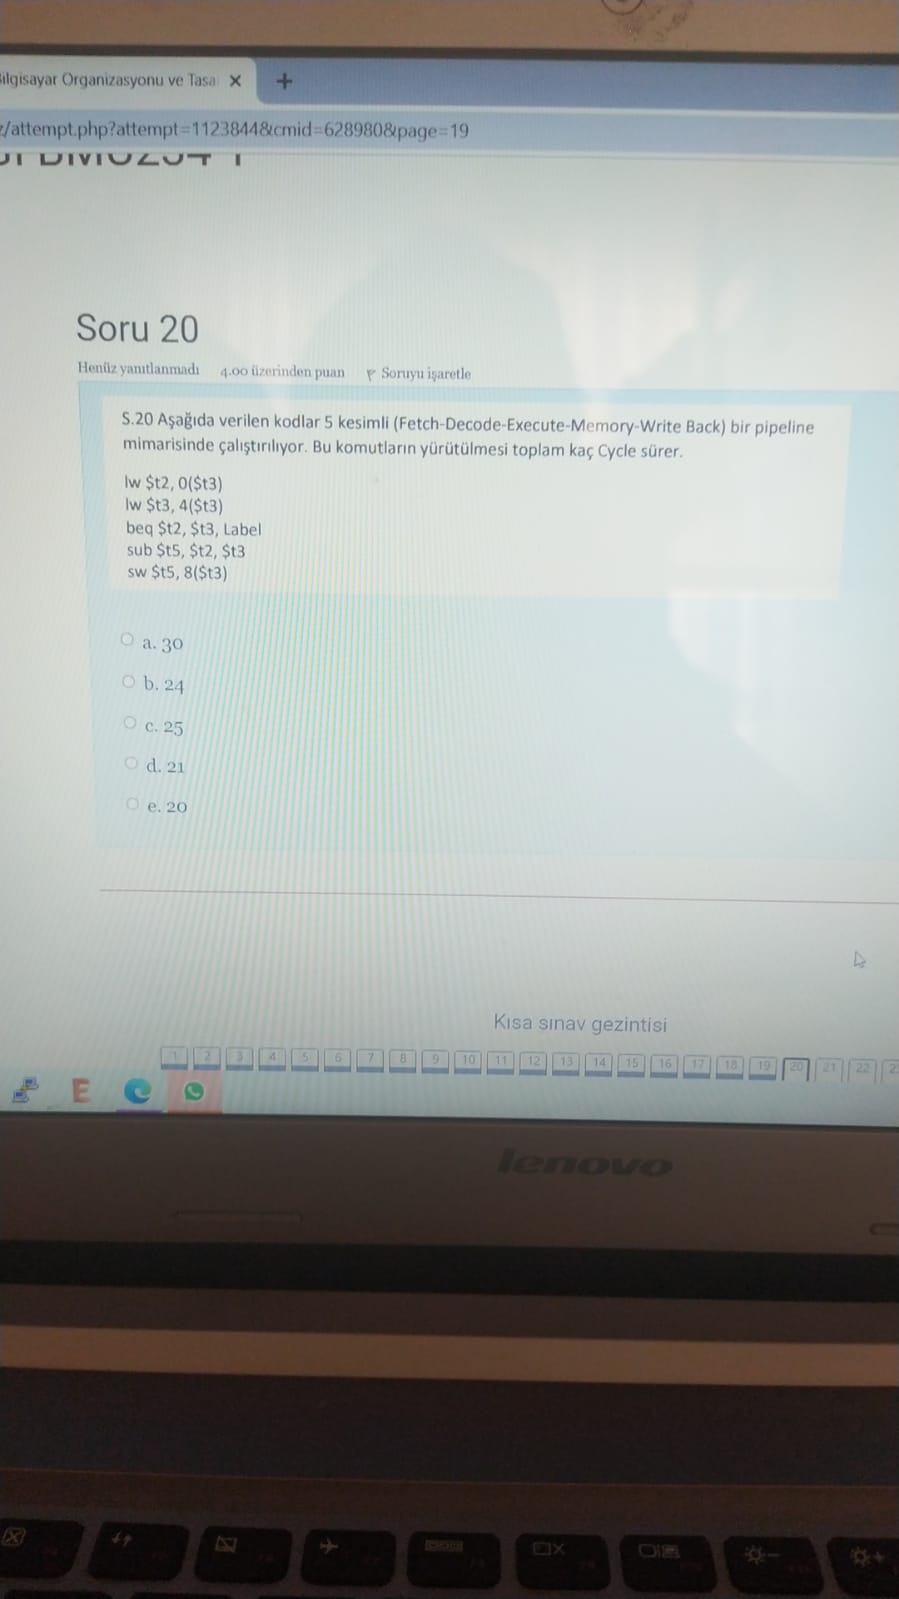 Bilgisayar Organizasyonu ve Tasa
/attempt.php?attempt=1123844&cmid=628980&page=19
Soru 20
Henüz yanıtlanmadı 4.00 üzerinden puan Soruyu işaretle
S.20 Aşağıda verilen kodlar 5 kesimli (Fetch-Decode-Execute-Memory-Write Back) bir pipeline
mimarisinde çalıştırılıyor. Bu komutların yürütülmesi toplam kaç Cycle sürer.
lw $t2, 0($t3)
lw $t3, 4($t3)
beq $t2, $t3, Label
sub $t5, $t2, $t3
sw $t5, 8($t3)
a. 30
b. 24
c. 25
d. 21
e. 20
Kısa sınav gezintisi
1 2 3 4 5 6 7 8 9 10 11 12 13 14 15 16 17 18 19 20 21 22
E
lenovo